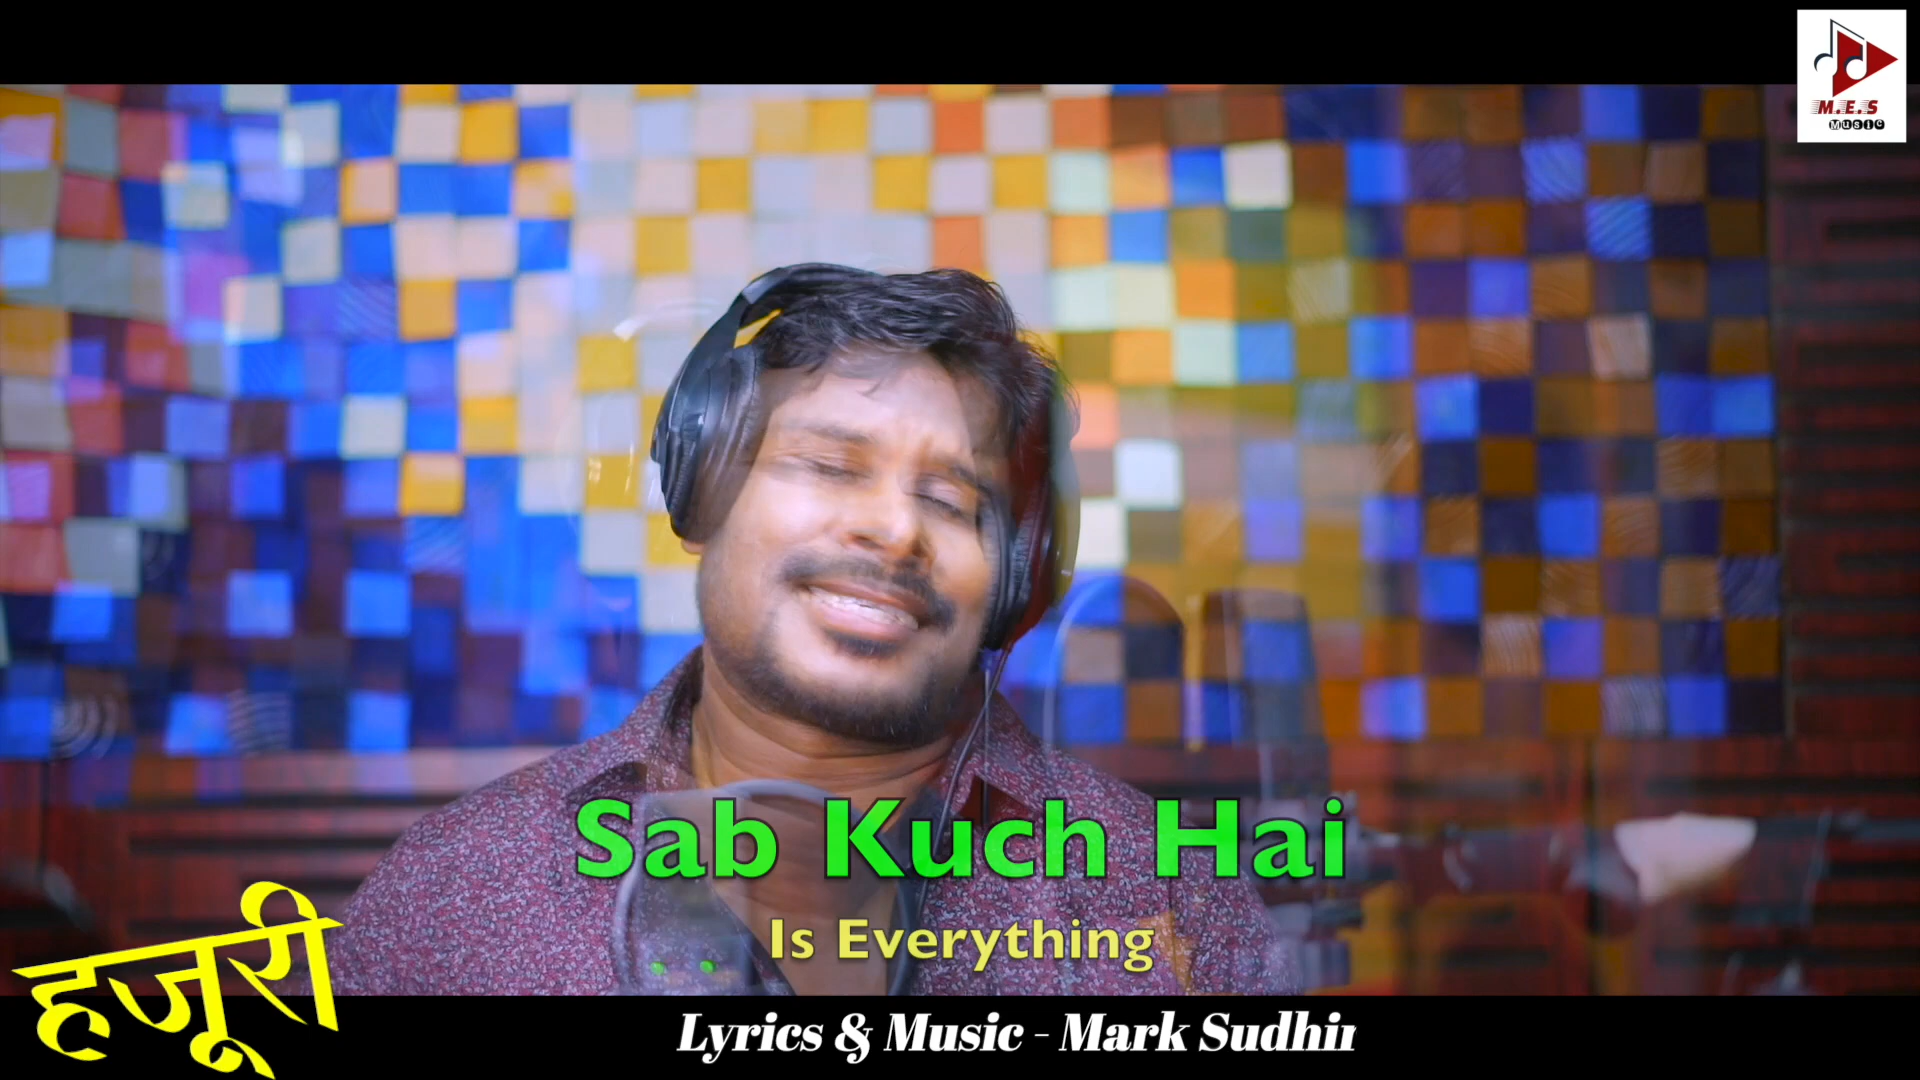 M.E.S
Music
Sab Kuch Hai
Is Everything
हजूरी
Lyrics & Music - Mark Sudhir